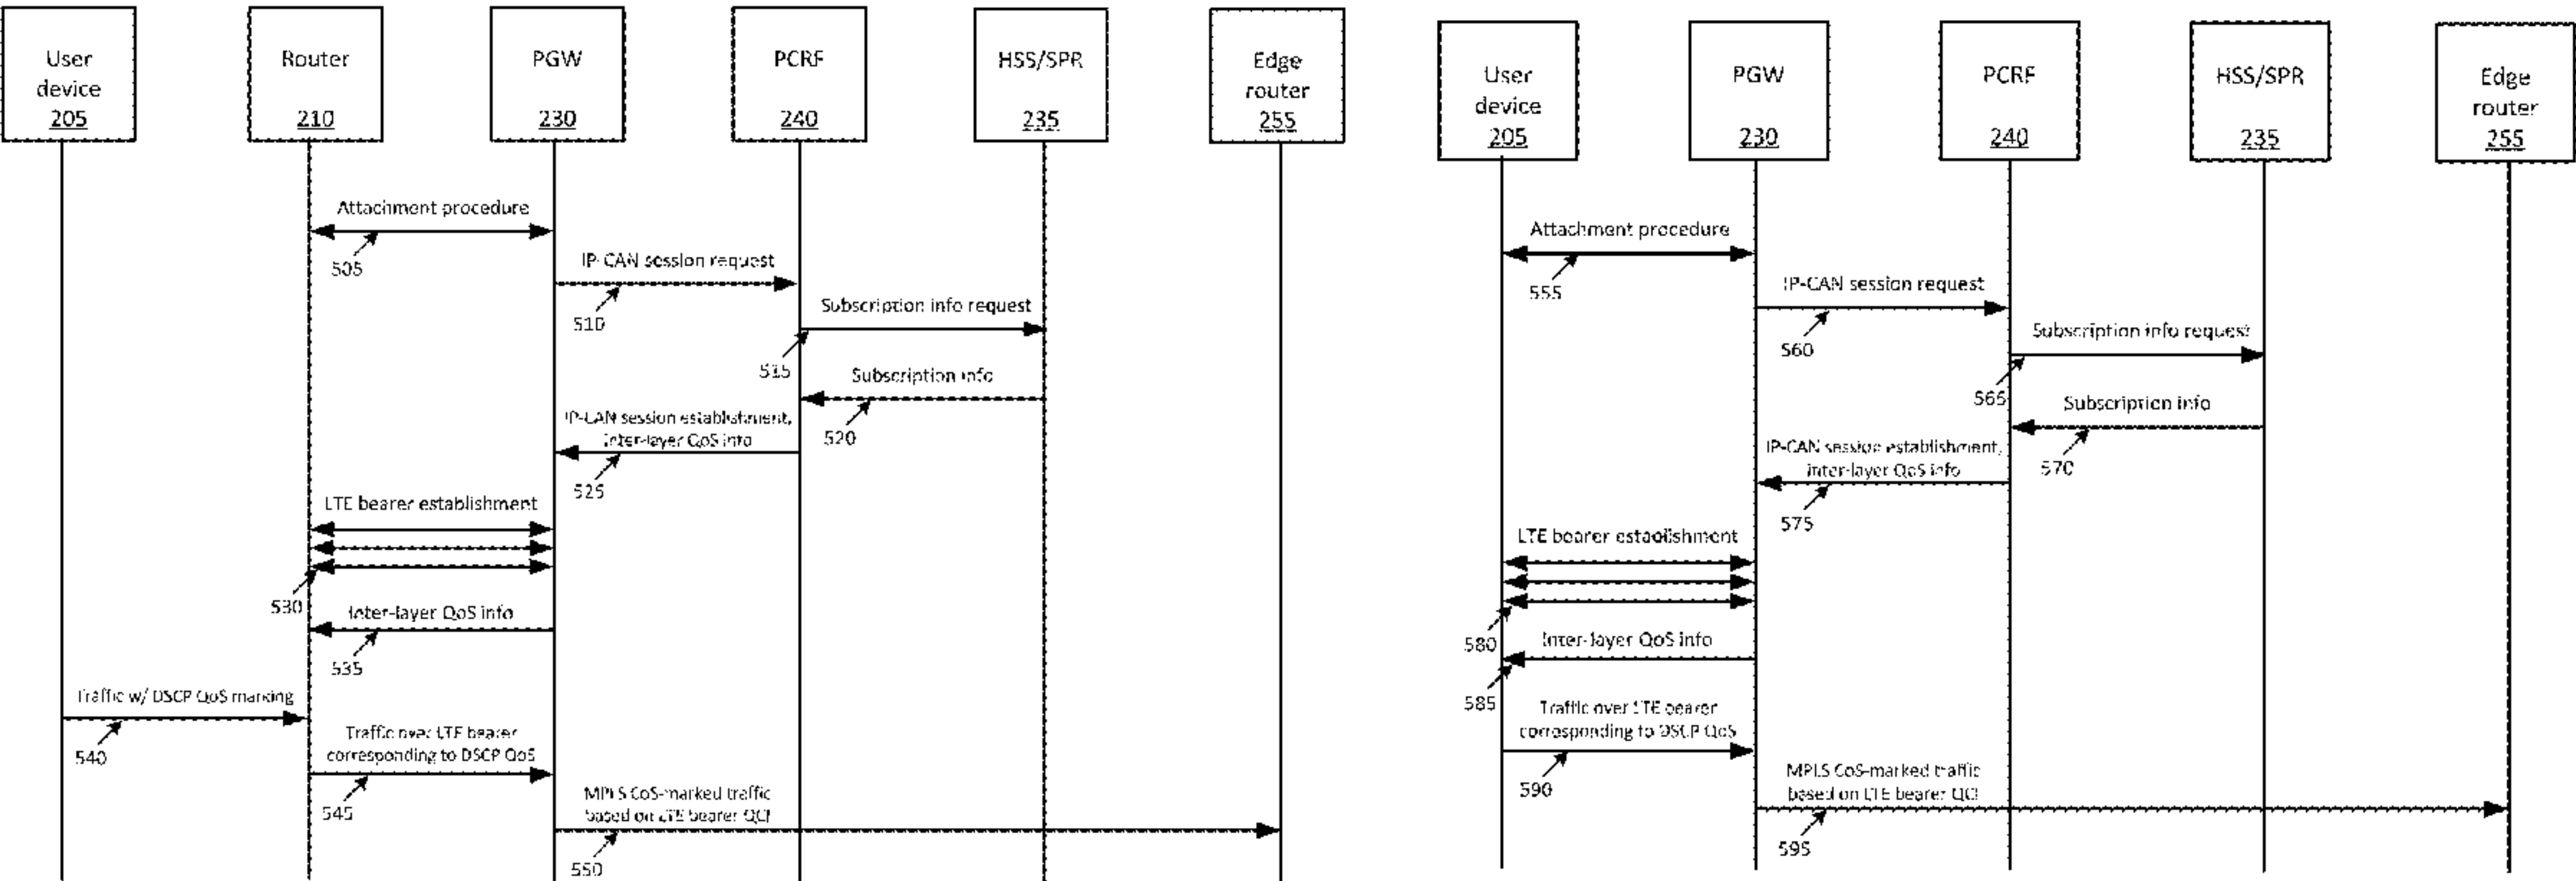 User
device
205
Router
210
PGW
230
PCRF
240
HSS/SPR
235
Edge
router
255
Attachment procedure
505
IP-CAN session request
510
Subscription info request
515
Subscription info
520
IP-CAN session establishment,
inter-layer QoS info
525
LTE bearer establishment
530
Inter-layer QoS info
535
Traffic w/ DSCP QoS marking
540
Traffic over LTE bearer
corresponding to DSCP QoS
545
MPLS CoS-marked traffic
based on LTE bearer QCI
550
User
device
205
PGW
230
PCRF
240
HSS/SPR
235
Edge
router
255
Attachment procedure
555
IP-CAN session request
560
Subscription info request
565
Subscription info
570
IP-CAN session establishment,
inter-layer QoS info
575
LTE bearer establishment
580
Inter-layer QoS info
585
Traffic over LTE bearer
corresponding to DSCP QoS
590
MPLS CoS-marked traffic
based on LTE bearer QCI
595